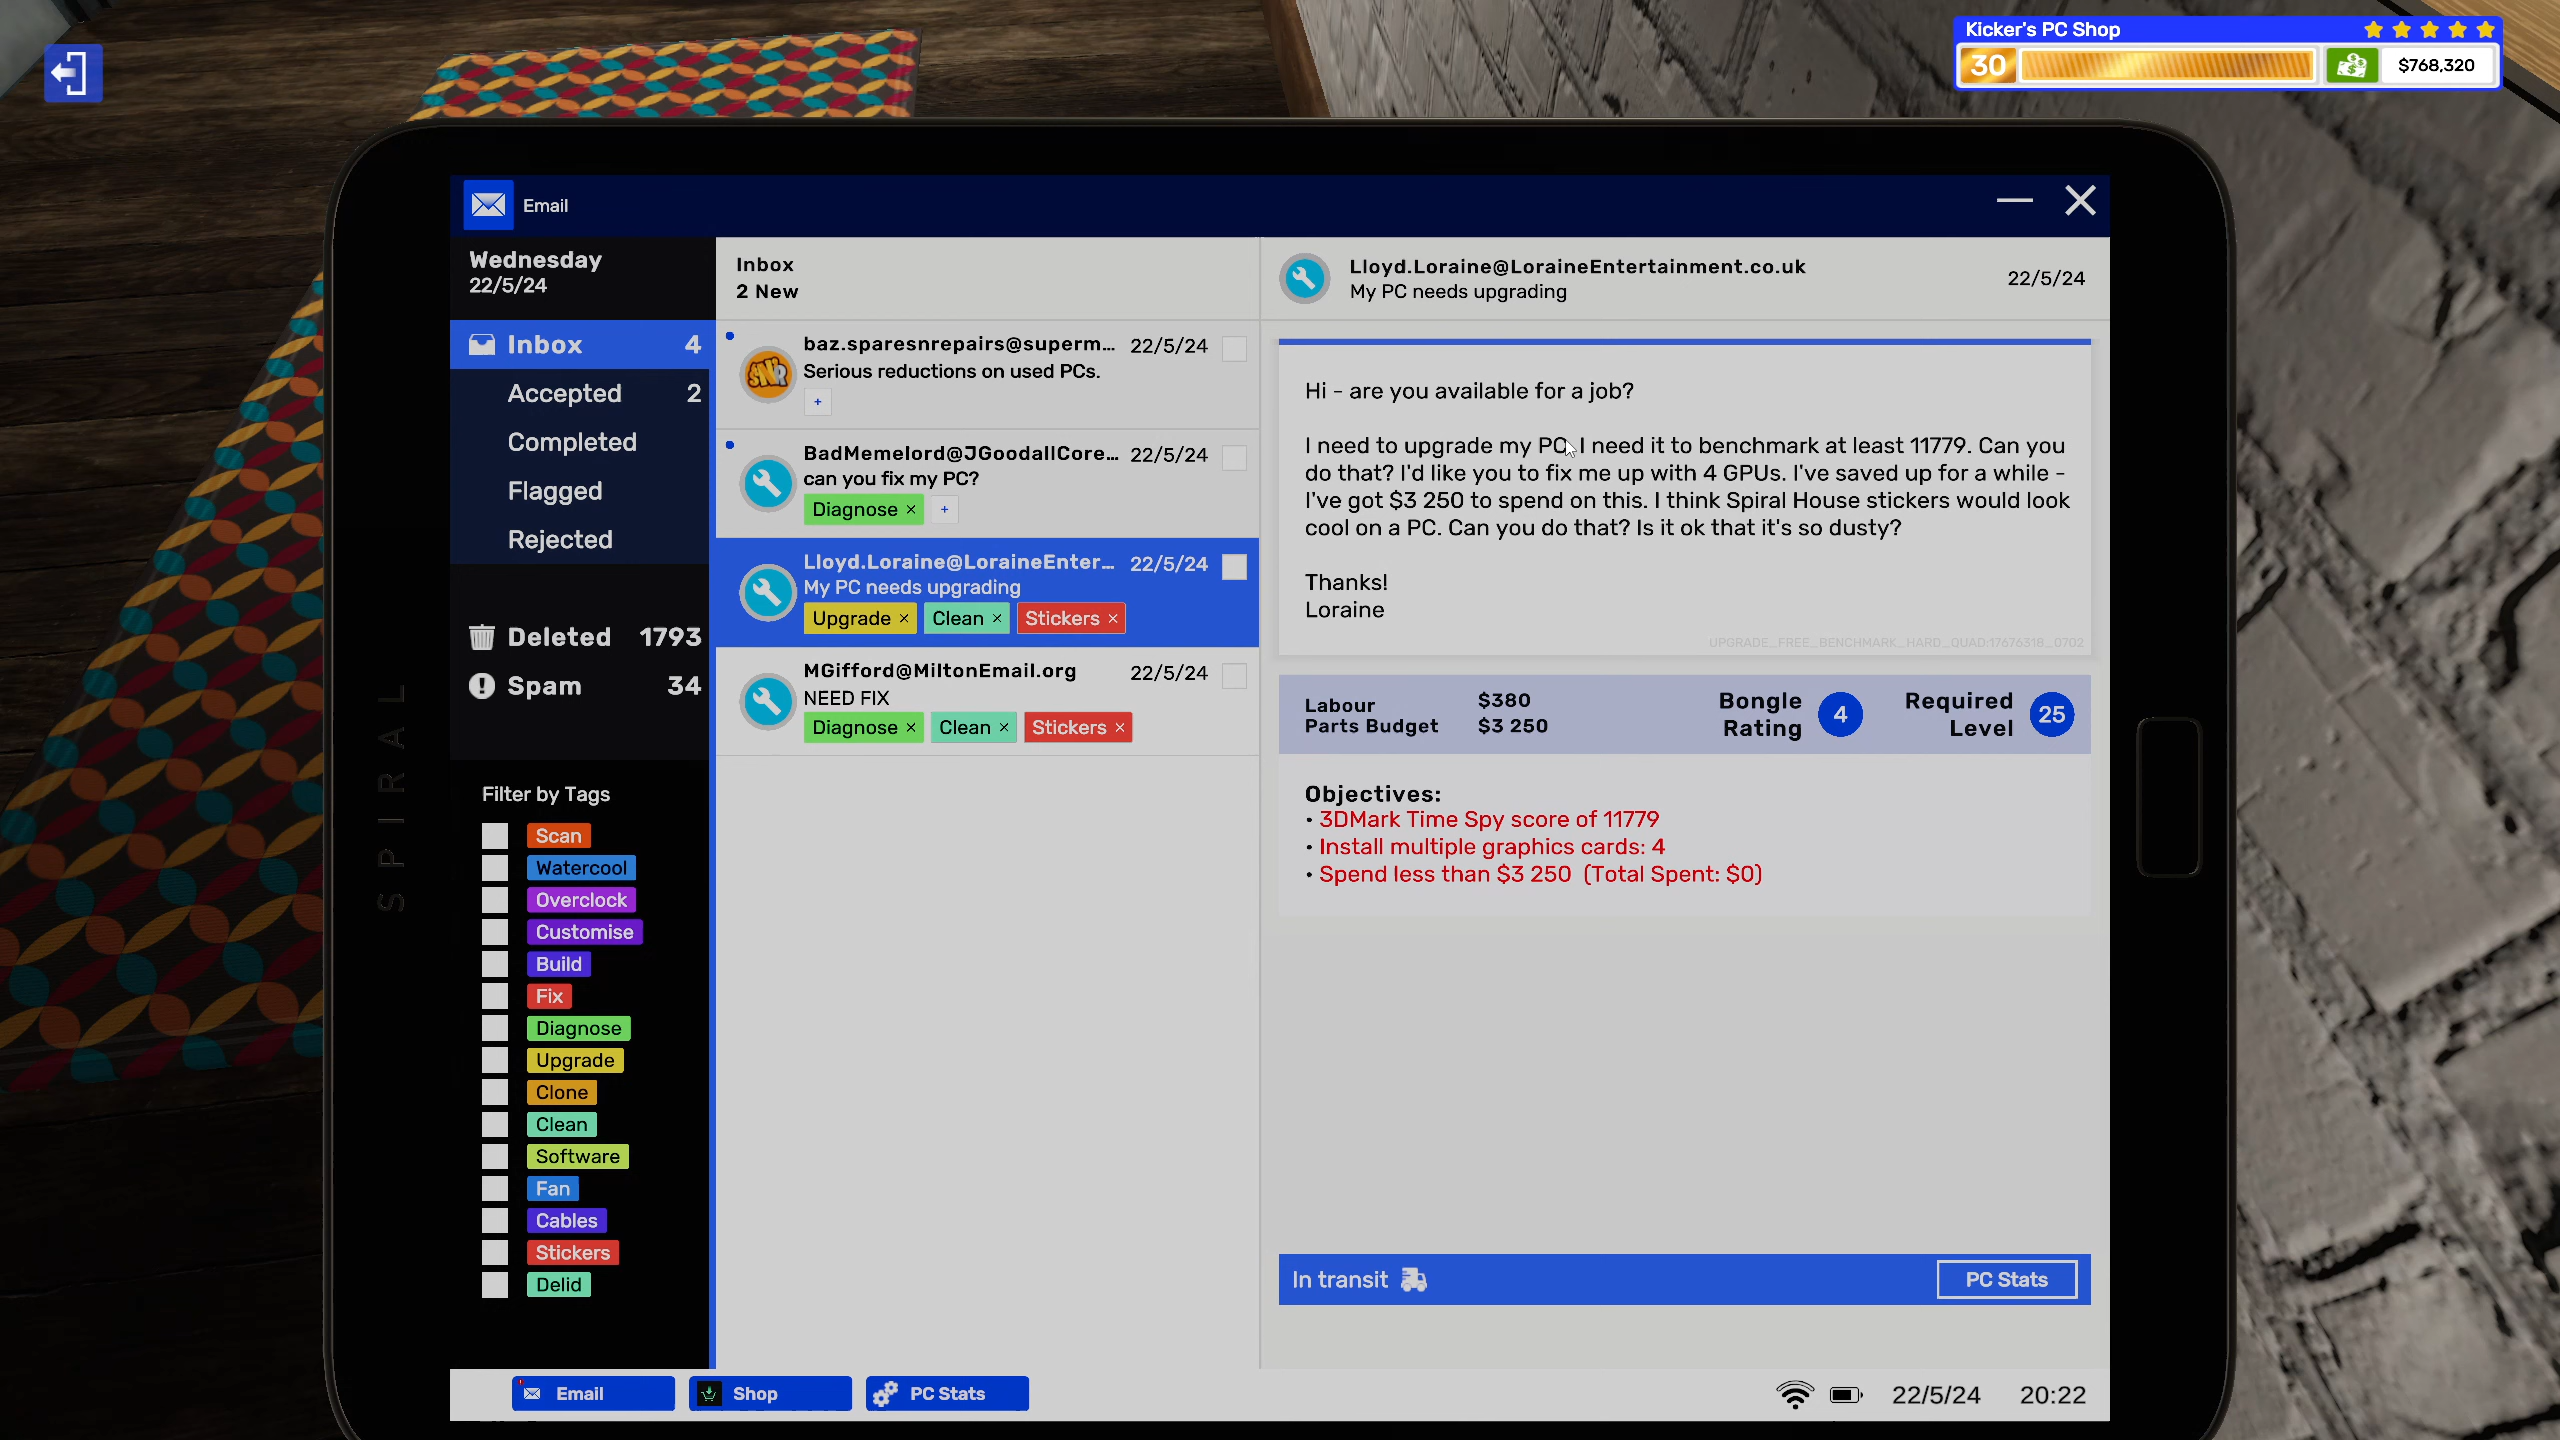 Kicker's PC Shop
30
$768,320
SPIRAL
Email
Wednesday
22/5/24
Inbox 4
Accepted 2
Completed
Flagged
Rejected
Deleted 1793
Spam 34
Filter by Tags
Scan
Watercool
Overclock
Customise
Build
Fix
Diagnose
Upgrade
Clone
Clean
Software
Fan
Cables
Stickers
Delid
Inbox
2 New
baz.sparesnrepairs@superm... 22/5/24
SNR
Serious reductions on used PCs.
+
BadMemelord@JGoodallCore... 22/5/24
can you fix my PC?
Diagnose × +
Lloyd.Loraine@LoraineEnter... 22/5/24
My PC needs upgrading
Upgrade × Clean × Stickers ×
MGifford@MiltonEmail.org 22/5/24
NEED FIX
Diagnose × Clean × Stickers ×
Lloyd.Loraine@LoraineEntertainment.co.uk
My PC needs upgrading
22/5/24
Hi - are you available for a job?
I need to upgrade my PC. I need it to benchmark at least 11779. Can you
do that? I'd like you to fix me up with 4 GPUs. I've saved up for a while -
I've got $3 250 to spend on this. I think Spiral House stickers would look
cool on a PC. Can you do that? Is it ok that it's so dusty?
Thanks!
Loraine
UPGRADE_FREE_BENCHMARK_HARD_QUAD:17676318_0702
Labour $380
Parts Budget $3 250
Bongle Rating 4
Required Level 25
Objectives:
• 3DMark Time Spy score of 11779
• Install multiple graphics cards: 4
• Spend less than $3 250 (Total Spent: $0)
In transit
PC Stats
Email
Shop
PC Stats
22/5/24 20:22